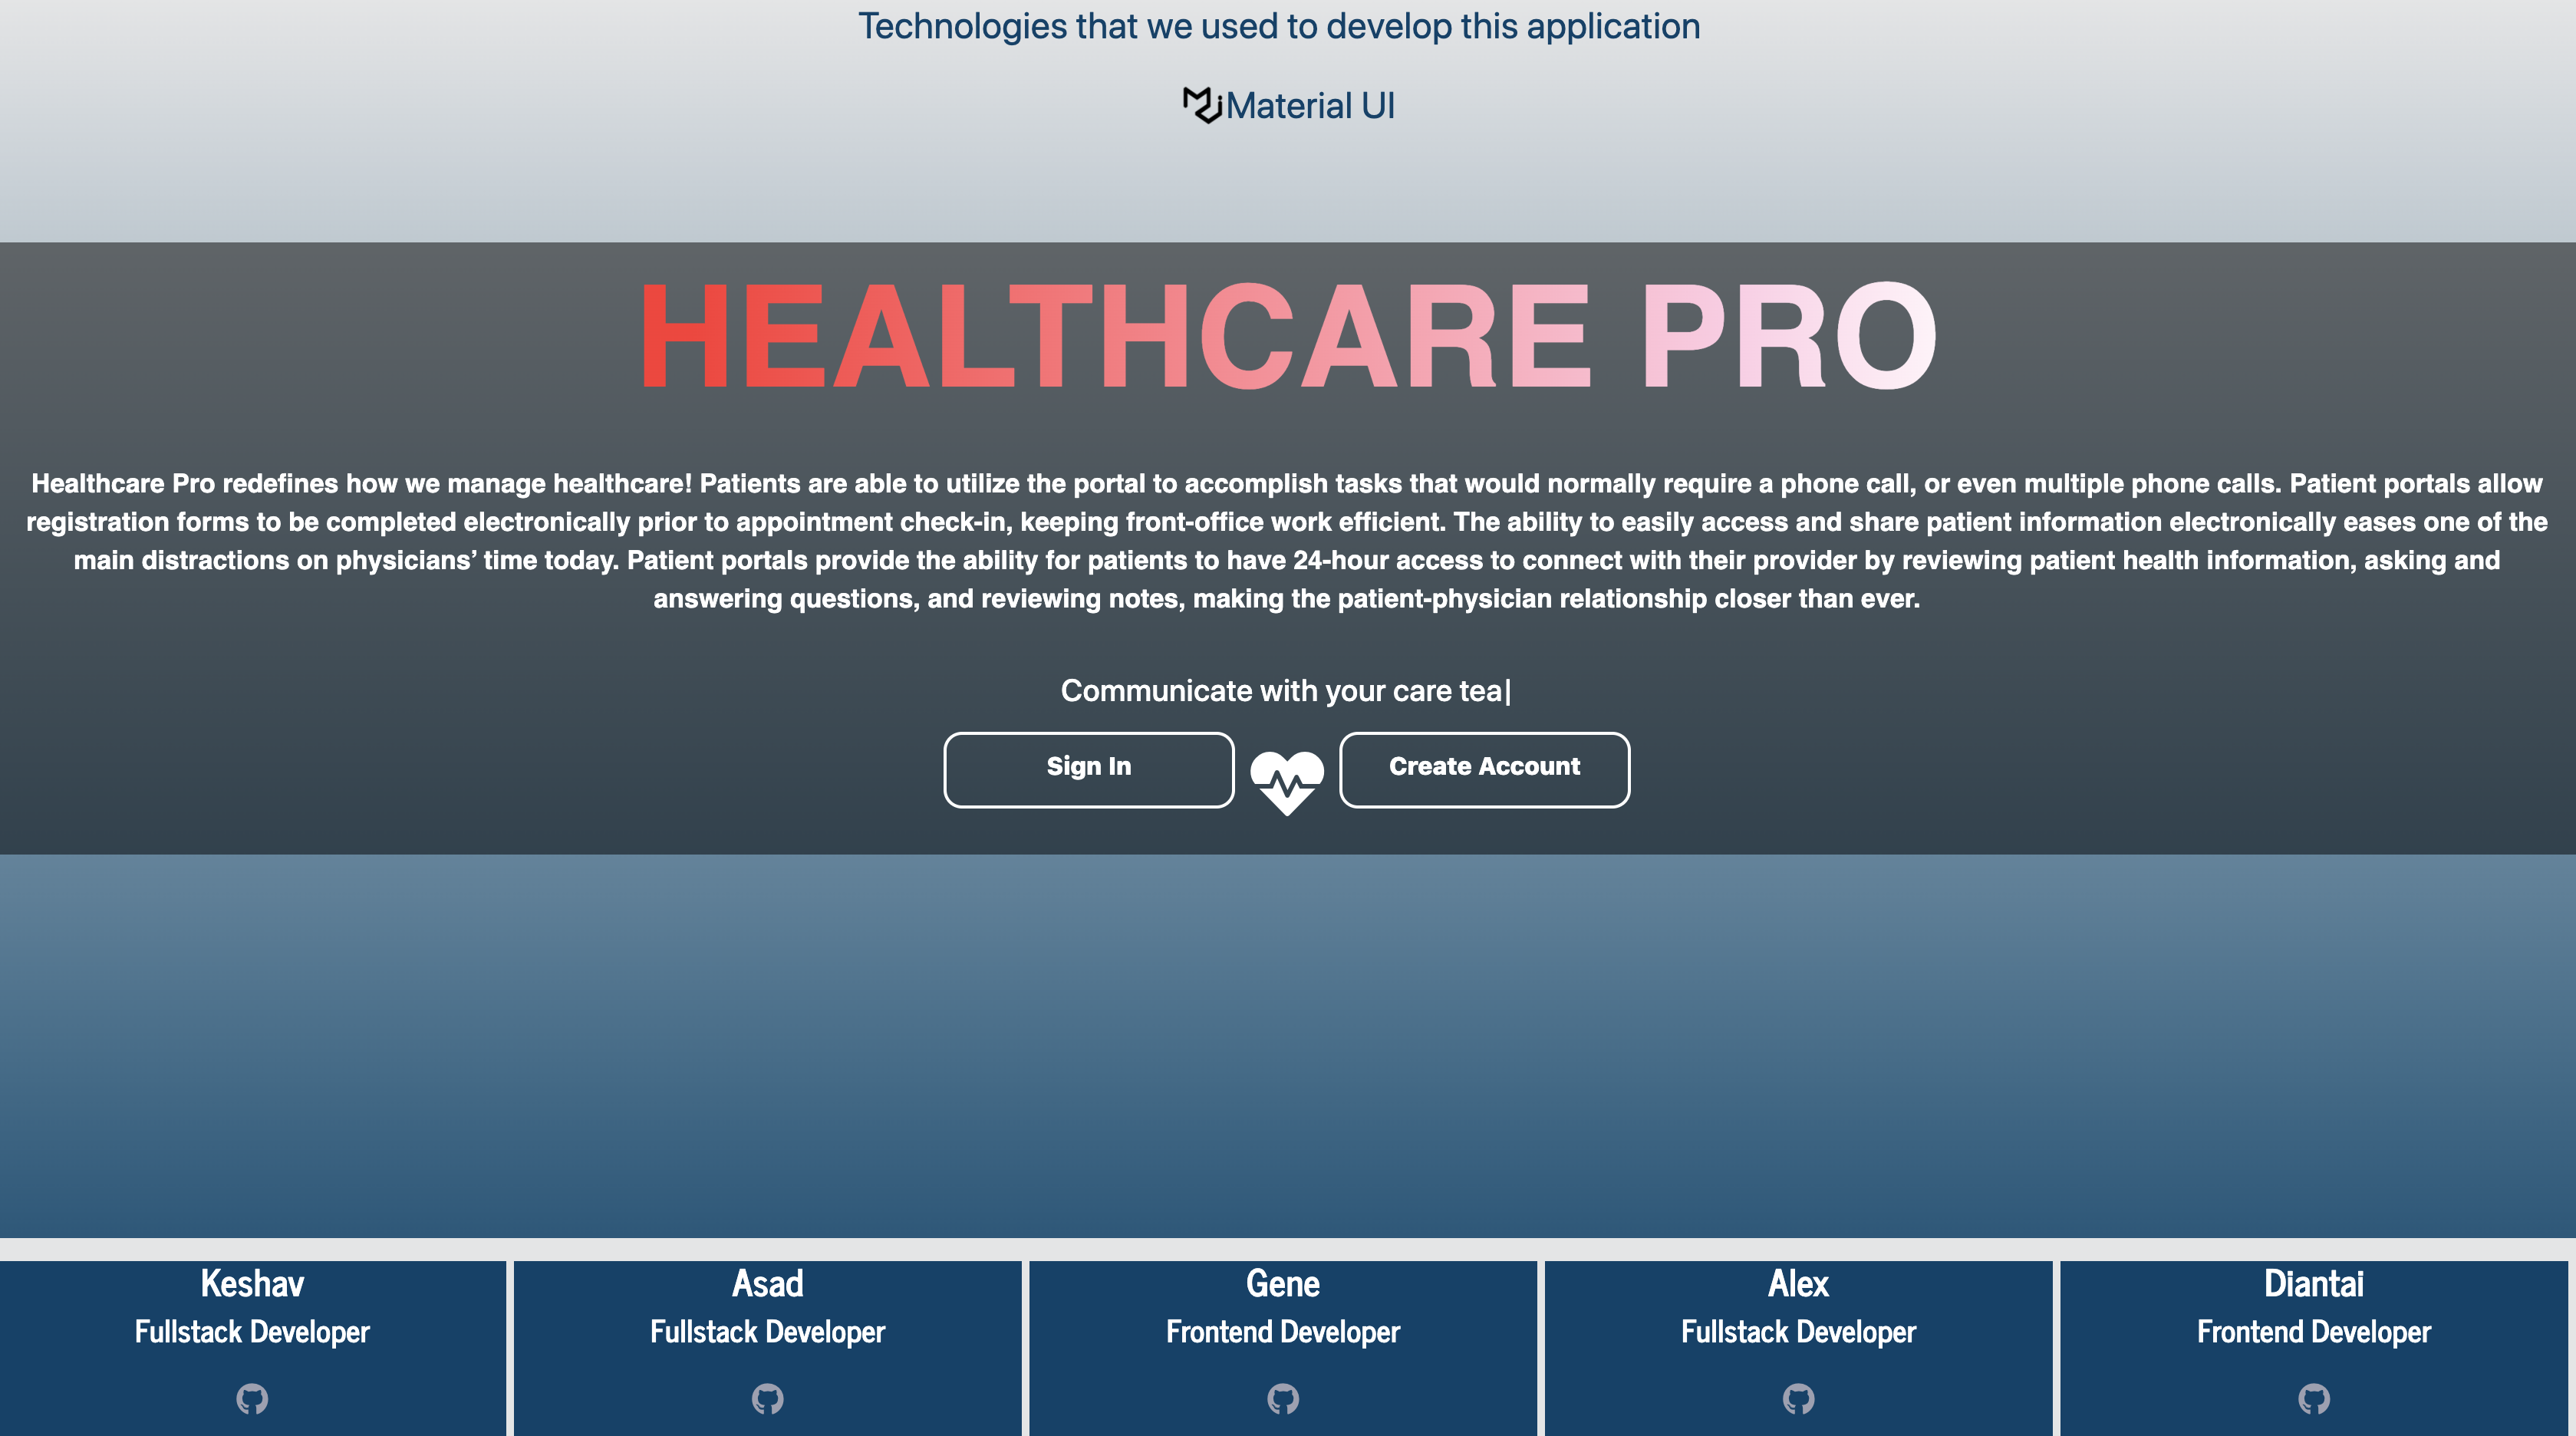 Technologies that we used to develop this application
Material UI
HEALTHCARE PRO
Healthcare Pro redefines how we manage healthcare! Patients are able to utilize the portal to accomplish tasks that would normally require a phone call, or even multiple phone calls. Patient portals allow
registration forms to be completed electronically prior to appointment check-in, keeping front-office work efficient. The ability to easily access and share patient information electronically eases one of the
main distractions on physicians’ time today. Patient portals provide the ability for patients to have 24-hour access to connect with their provider by reviewing patient health information, asking and
answering questions, and reviewing notes, making the patient-physician relationship closer than ever.
Communicate with your care tea|
Sign In
Create Account
Keshav
Fullstack Developer
Asad
Fullstack Developer
Gene
Frontend Developer
Alex
Fullstack Developer
Diantai
Frontend Developer